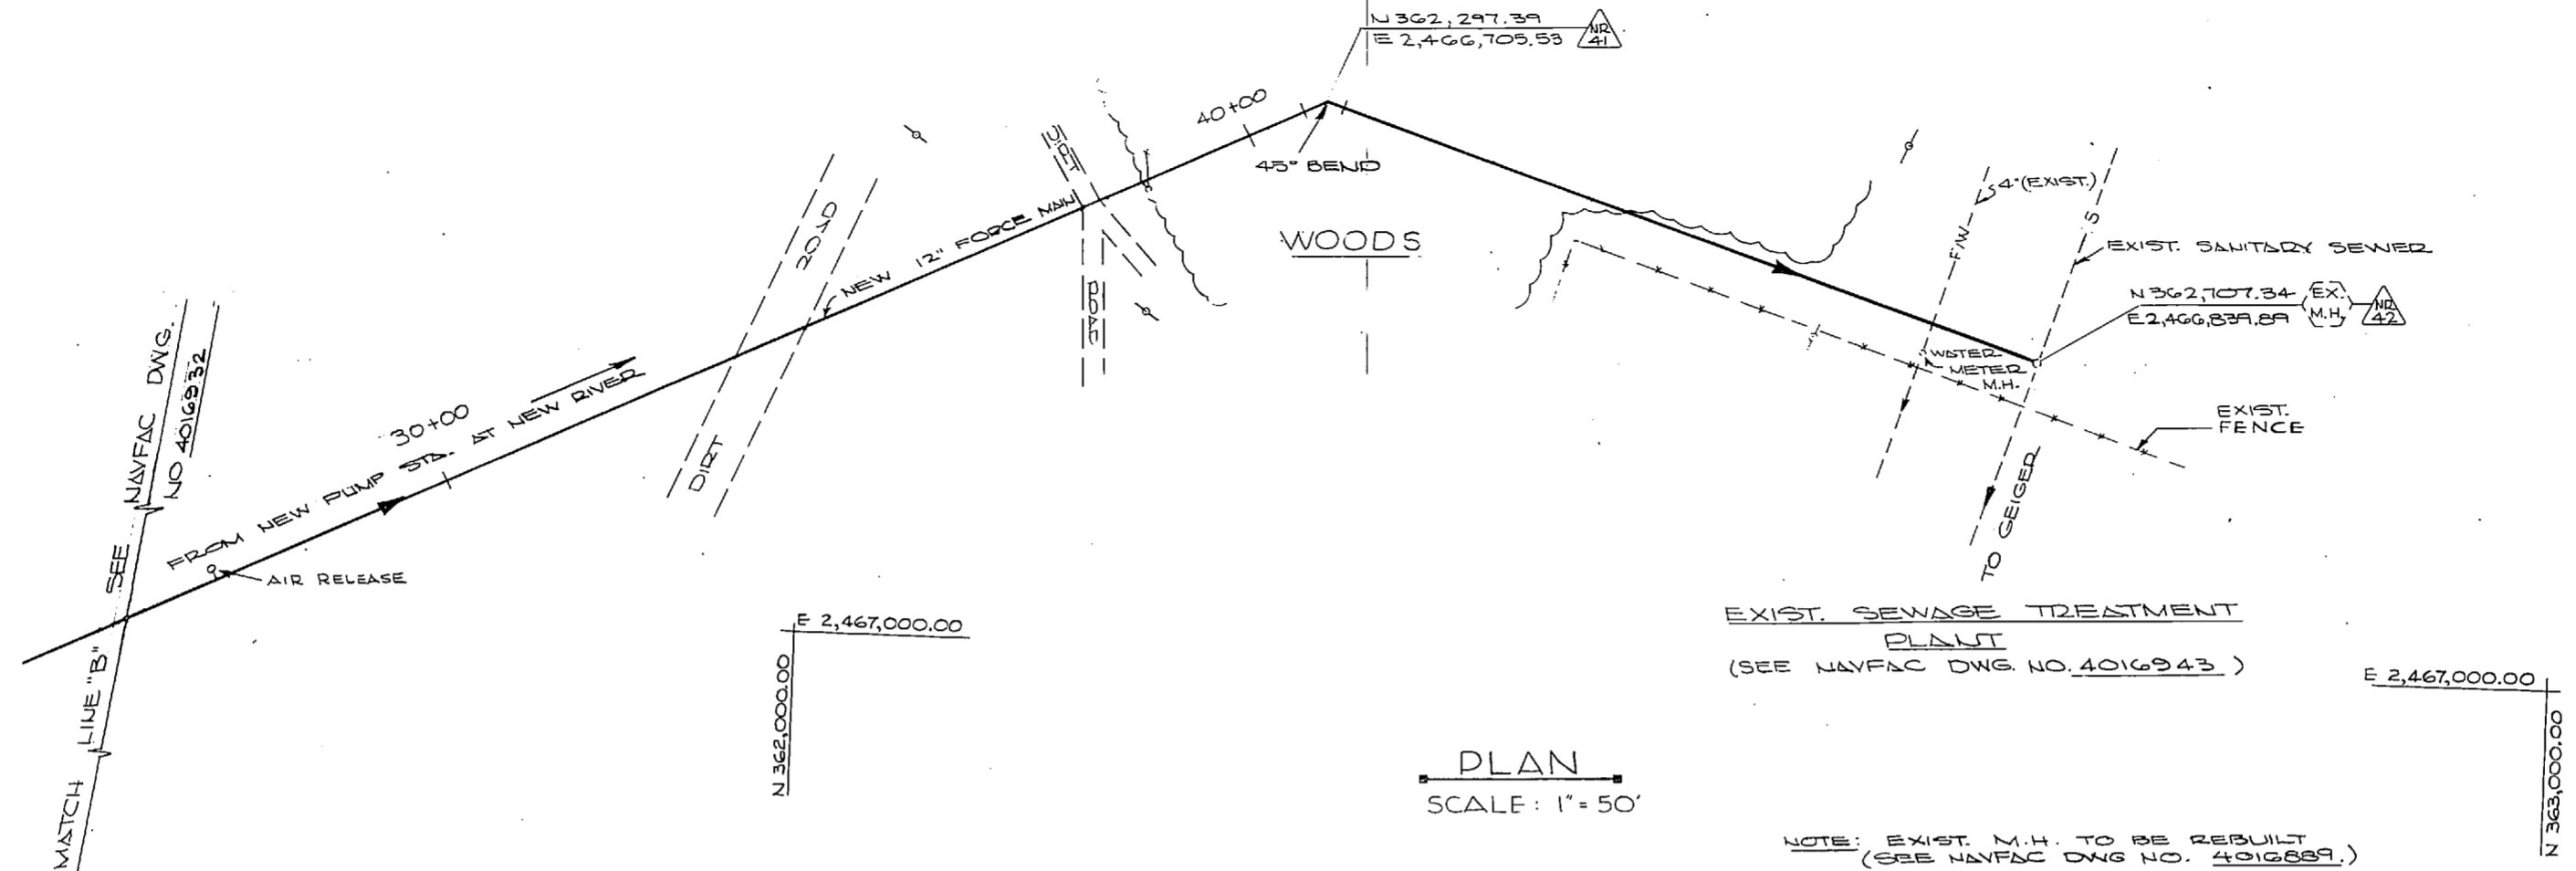 N 362,297.39
E 2,466,705.53
NR
41
40+00
45° BEND
DIRT
ROAD
DIRT
ROAD
NEW 12" FORCE MAIN
WOODS
4"(EXIST.)
F/W
S
EXIST. SANITARY SEWER
N 362,707.34
E 2,466,839.89
EX.
M.H.
NR
42
WATER
METER
M.H.
EXIST.
FENCE
TO GEIGER
30+00
FROM NEW PUMP STA. AT NEW RIVER
AIR RELEASE
MATCH LINE "B" SEE NAVFAC DWG.
NO 4016932
E 2,467,000.00
N 362,000.00
EXIST. SEWAGE TREATMENT
PLANT
(SEE NAVFAC DWG. NO. 4016943)
E 2,467,000.00
N 363,000.00
PLAN
SCALE: 1" = 50'
NOTE: EXIST. M.H. TO BE REBUILT
(SEE NAVFAC DWG NO. 4016889.)